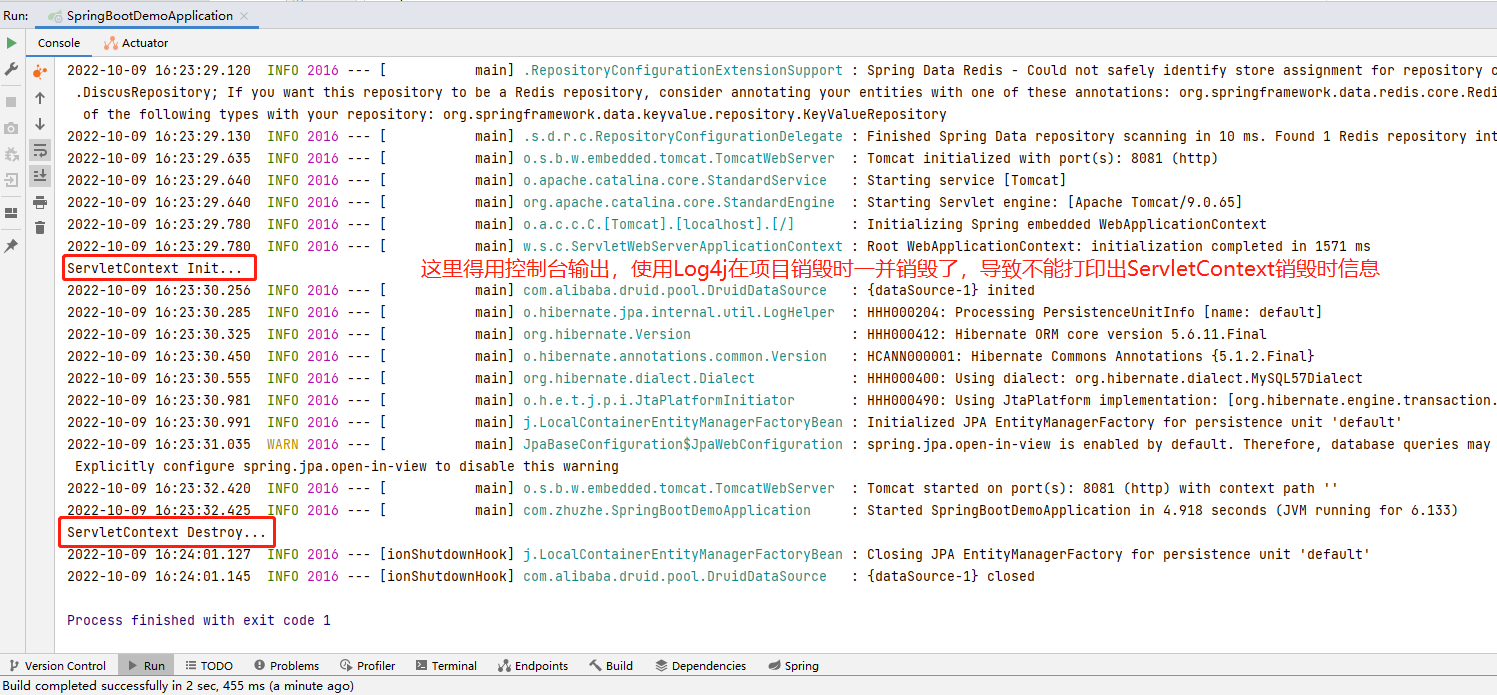 Run: SpringBootDemoApplication
Console Actuator
2022-10-09 16:23:29.120  INFO 2016 --- [           main] .RepositoryConfigurationExtensionSupport : Spring Data Redis - Could not safely identify store assignment for repository c
.DiscusRepository; If you want this repository to be a Redis repository, consider annotating your entities with one of these annotations: org.springframework.data.redis.core.Redi
of the following types with your repository: org.springframework.data.keyvalue.repository.KeyValueRepository
2022-10-09 16:23:29.130  INFO 2016 --- [           main] .s.d.r.c.RepositoryConfigurationDelegate : Finished Spring Data repository scanning in 10 ms. Found 1 Redis repository int
2022-10-09 16:23:29.635  INFO 2016 --- [           main] o.s.b.w.embedded.tomcat.TomcatWebServer  : Tomcat initialized with port(s): 8081 (http)
2022-10-09 16:23:29.640  INFO 2016 --- [           main] o.apache.catalina.core.StandardService   : Starting service [Tomcat]
2022-10-09 16:23:29.640  INFO 2016 --- [           main] org.apache.catalina.core.StandardEngine  : Starting Servlet engine: [Apache Tomcat/9.0.65]
2022-10-09 16:23:29.780  INFO 2016 --- [           main] o.a.c.c.C.[Tomcat].[localhost].[/]       : Initializing Spring embedded WebApplicationContext
2022-10-09 16:23:29.780  INFO 2016 --- [           main] w.s.c.ServletWebServerApplicationContext : Root WebApplicationContext: initialization completed in 1571 ms
ServletContext Init... 这里得用控制台输出，使用Log4j在项目销毁时一并销毁了，导致不能打印出ServletContext销毁时信息
2022-10-09 16:23:30.256  INFO 2016 --- [           main] com.alibaba.druid.pool.DruidDataSource   : {dataSource-1} inited
2022-10-09 16:23:30.285  INFO 2016 --- [           main] o.hibernate.jpa.internal.util.LogHelper  : HHH000204: Processing PersistenceUnitInfo [name: default]
2022-10-09 16:23:30.325  INFO 2016 --- [           main] org.hibernate.Version                    : HHH000412: Hibernate ORM core version 5.6.11.Final
2022-10-09 16:23:30.450  INFO 2016 --- [           main] o.hibernate.annotations.common.Version   : HCANN000001: Hibernate Commons Annotations {5.1.2.Final}
2022-10-09 16:23:30.555  INFO 2016 --- [           main] org.hibernate.dialect.Dialect            : HHH000400: Using dialect: org.hibernate.dialect.MySQL57Dialect
2022-10-09 16:23:30.981  INFO 2016 --- [           main] o.h.e.t.j.p.i.JtaPlatformInitiator       : HHH000490: Using JtaPlatform implementation: [org.hibernate.engine.transaction.
2022-10-09 16:23:30.991  INFO 2016 --- [           main] j.LocalContainerEntityManagerFactoryBean : Initialized JPA EntityManagerFactory for persistence unit 'default'
2022-10-09 16:23:31.035  WARN 2016 --- [           main] JpaBaseConfiguration$JpaWebConfiguration : spring.jpa.open-in-view is enabled by default. Therefore, database queries may
Explicitly configure spring.jpa.open-in-view to disable this warning
2022-10-09 16:23:32.420  INFO 2016 --- [           main] o.s.b.w.embedded.tomcat.TomcatWebServer  : Tomcat started on port(s): 8081 (http) with context path ''
2022-10-09 16:23:32.425  INFO 2016 --- [           main] com.zhuzhe.SpringBootDemoApplication     : Started SpringBootDemoApplication in 4.918 seconds (JVM running for 6.133)
ServletContext Destroy...
2022-10-09 16:24:01.127  INFO 2016 --- [ionShutdownHook] j.LocalContainerEntityManagerFactoryBean : Closing JPA EntityManagerFactory for persistence unit 'default'
2022-10-09 16:24:01.145  INFO 2016 --- [ionShutdownHook] com.alibaba.druid.pool.DruidDataSource   : {dataSource-1} closed
Process finished with exit code 1
Version Control Run TODO Problems Profiler Terminal Endpoints Build Dependencies Spring
Build completed successfully in 2 sec, 455 ms (a minute ago)